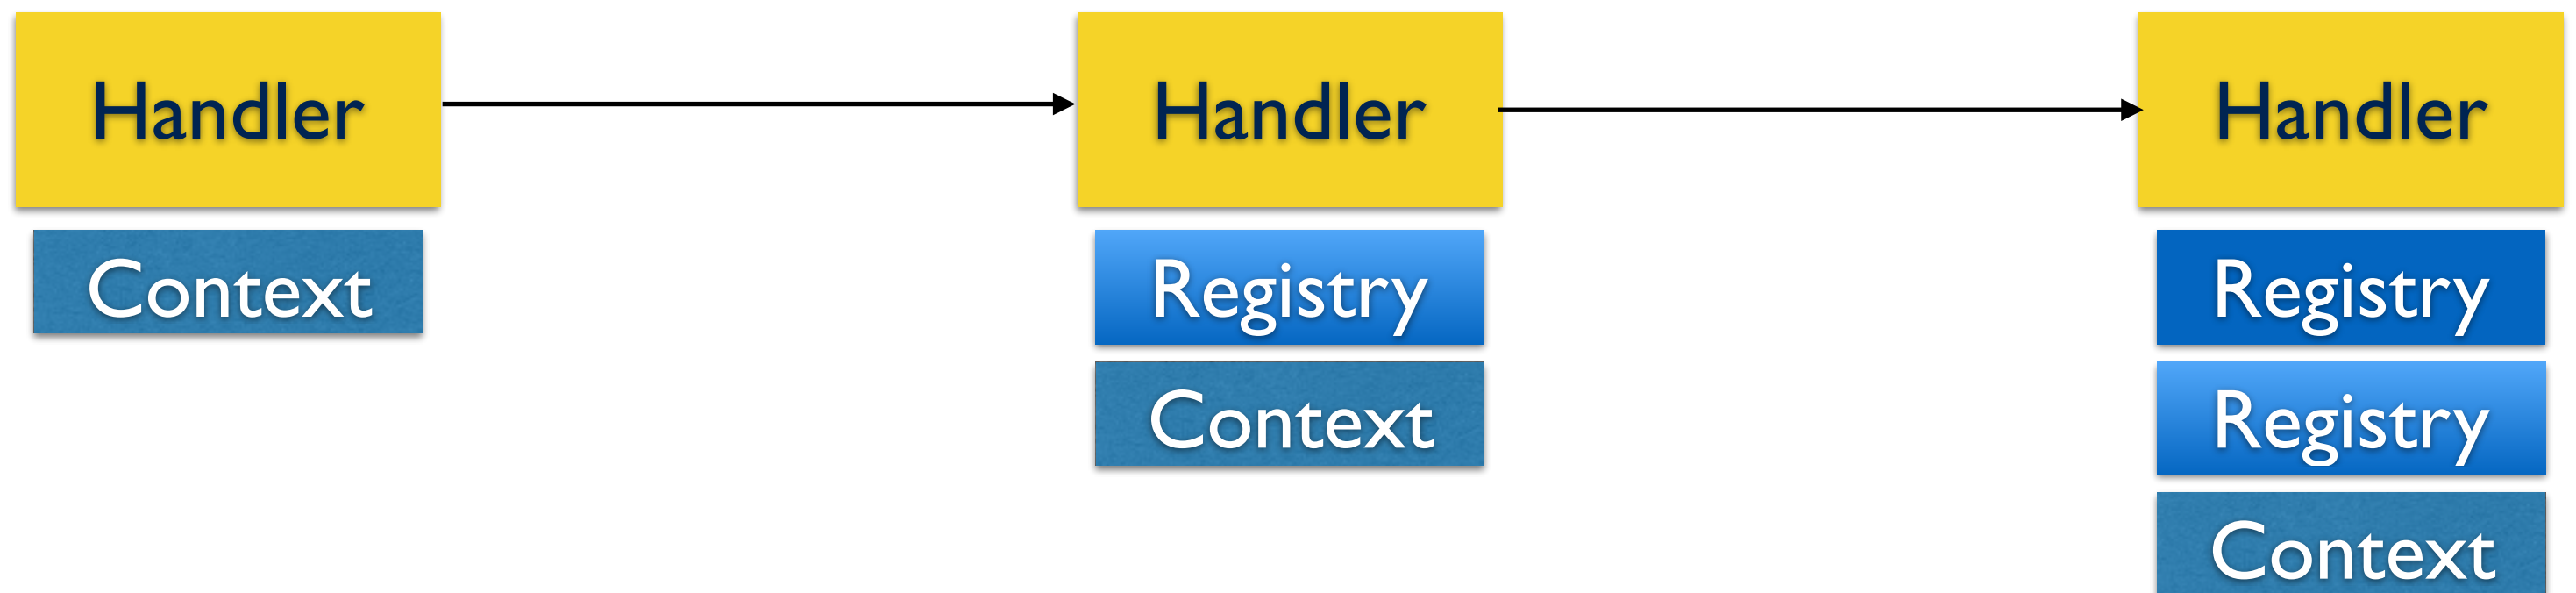 Handler
Handler
Handler
Context
Registry
Registry
Context
Registry
Context